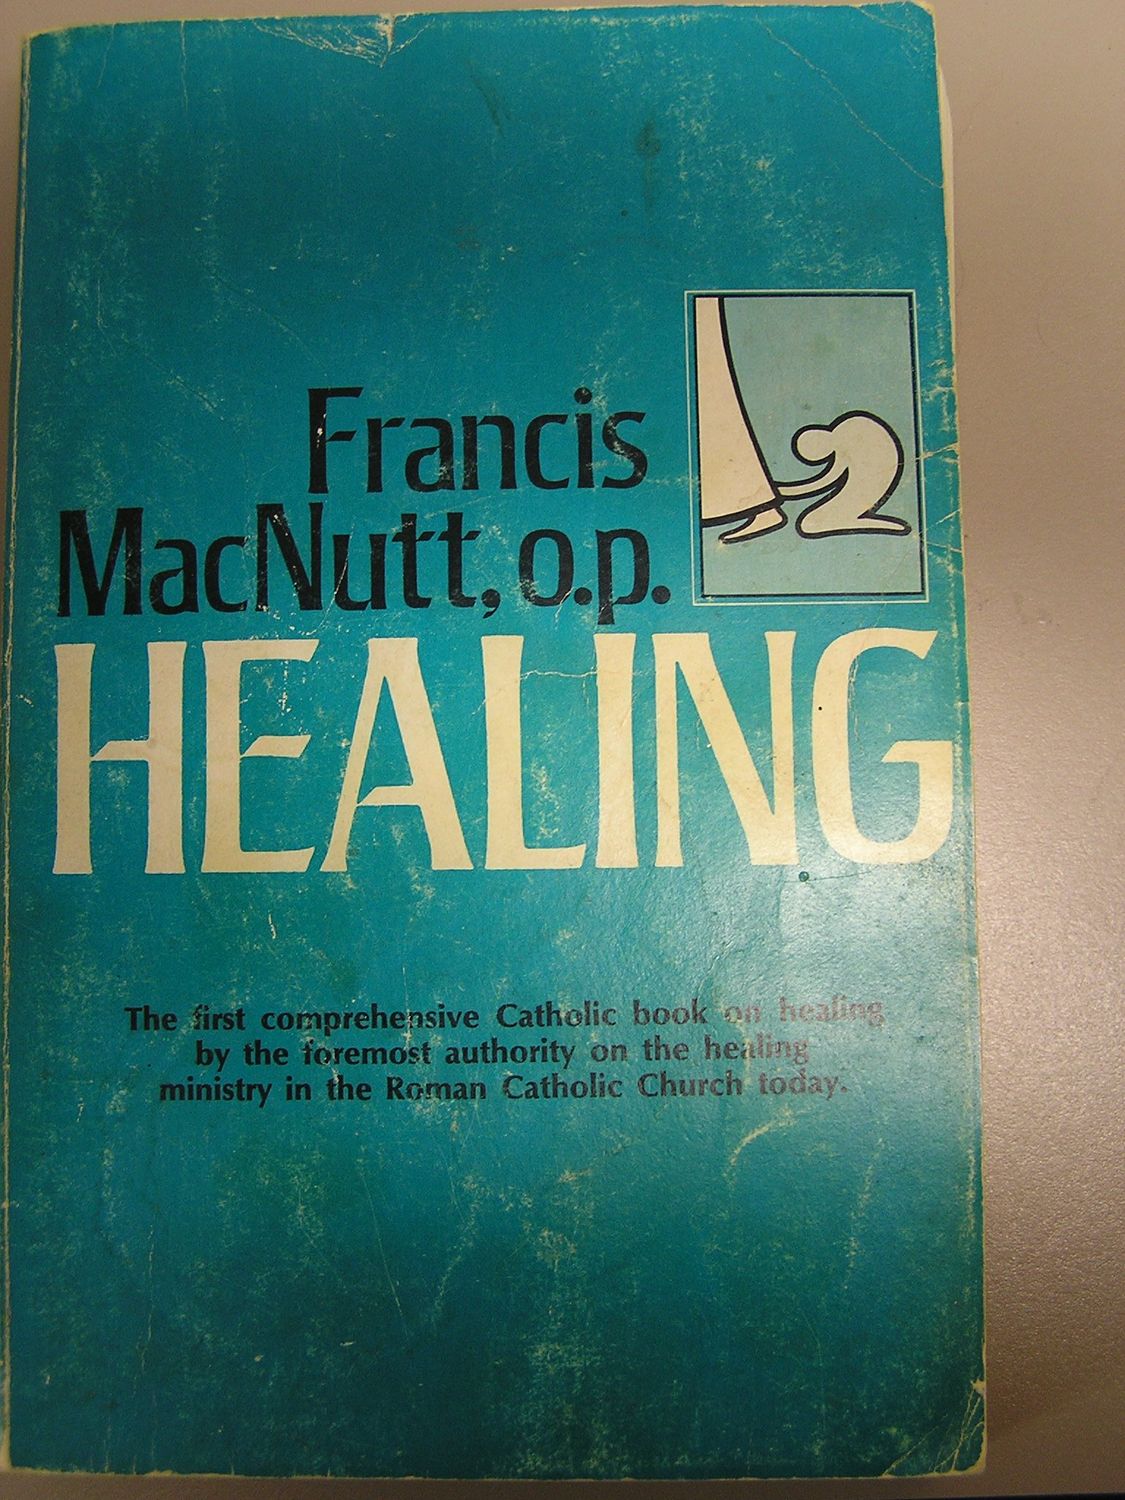 Francis
MacNutt, o.p.
HEALING
The first comprehensive Catholic book on healing
by the foremost authority on the healing
ministry in the Roman Catholic Church today.